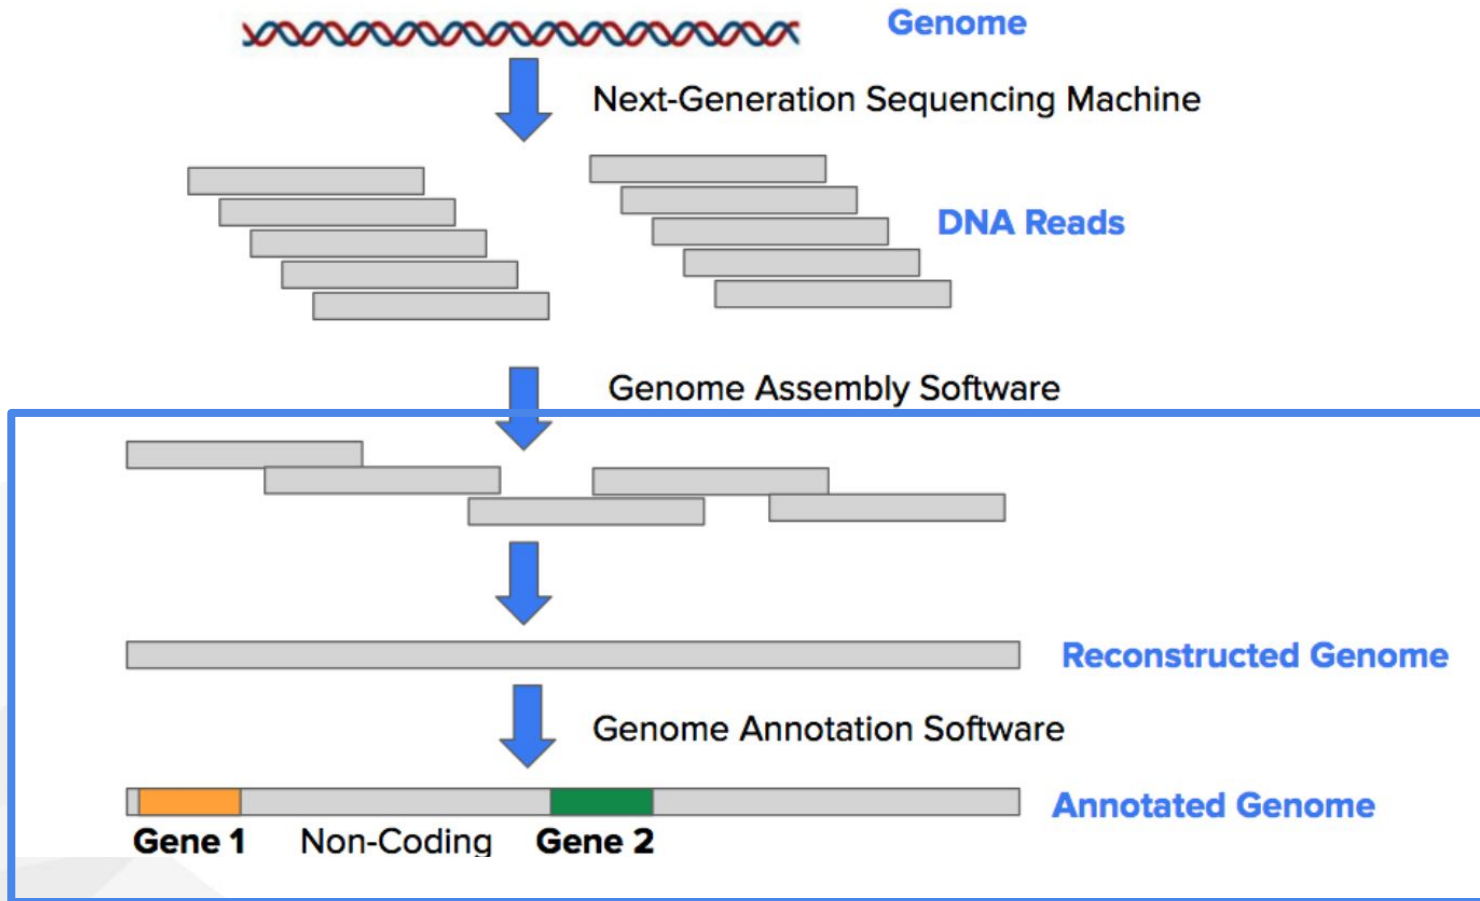 Genome
Next-Generation Sequencing Machine
DNA Reads
Genome Assembly Software
Reconstructed Genome
Genome Annotation Software
Annotated Genome
Gene 1 Non-Coding Gene 2